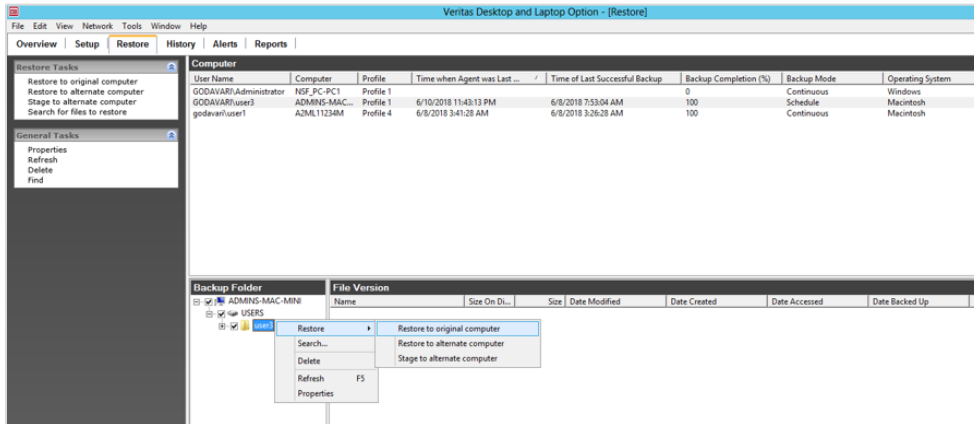 Veritas Desktop and Laptop Option - [Restore]
File Edit View Network Tools Window Help
Overview Setup Restore History Alerts Reports
Restore Tasks
Restore to original computer
Restore to alternate computer
Stage to alternate computer
Search for files to restore
General Tasks
Properties
Refresh
Delete
Find
Computer
User Name Computer Profile Time when Agent was Last ... / Time of Last Successful Backup Backup Completion (%) Backup Mode Operating System
GODAVARI\Administrator NSF_PC-PC1 Profile 1 0 Continuous Windows
GODAVARI\user3 ADMINS-MAC... Profile 1 6/10/2018 11:43:13 PM 6/8/2018 7:53:04 AM 100 Schedule Macintosh
godavari\user1 A2ML11234M Profile 4 6/8/2018 3:41:28 AM 6/8/2018 3:26:28 AM 100 Continuous Macintosh
Backup Folder
ADMINS-MAC-MINI
USERS
user3
File Version
Name Size On Di... Size Date Modified Date Created Date Accessed Date Backed Up
Restore
Search...
Delete
Refresh F5
Properties
Restore to original computer
Restore to alternate computer
Stage to alternate computer